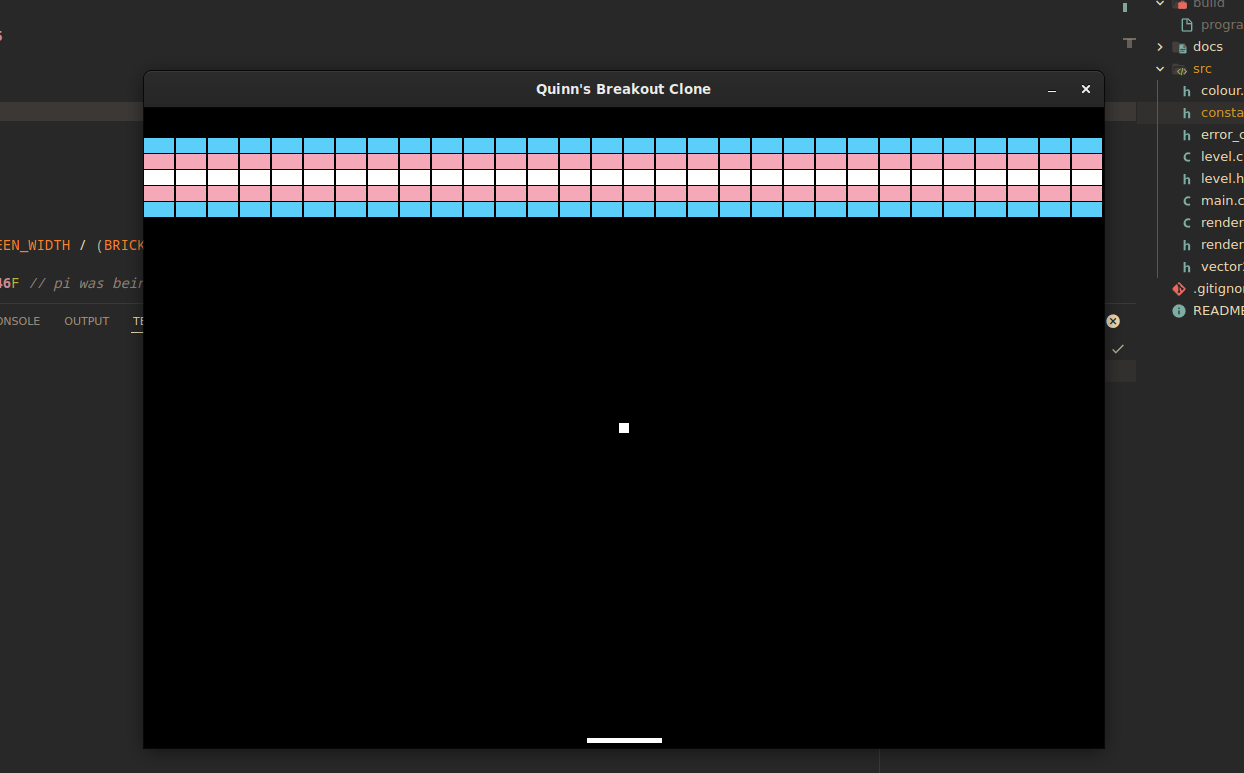 build
progra
docs
src
Quinn's Breakout Clone
colour.
consta
error_c
level.c
level.h
main.c
EEN_WIDTH / (BRICK
render
render
vector
46F // pi was bein
.gitignor
README
ONSOLE OUTPUT TE